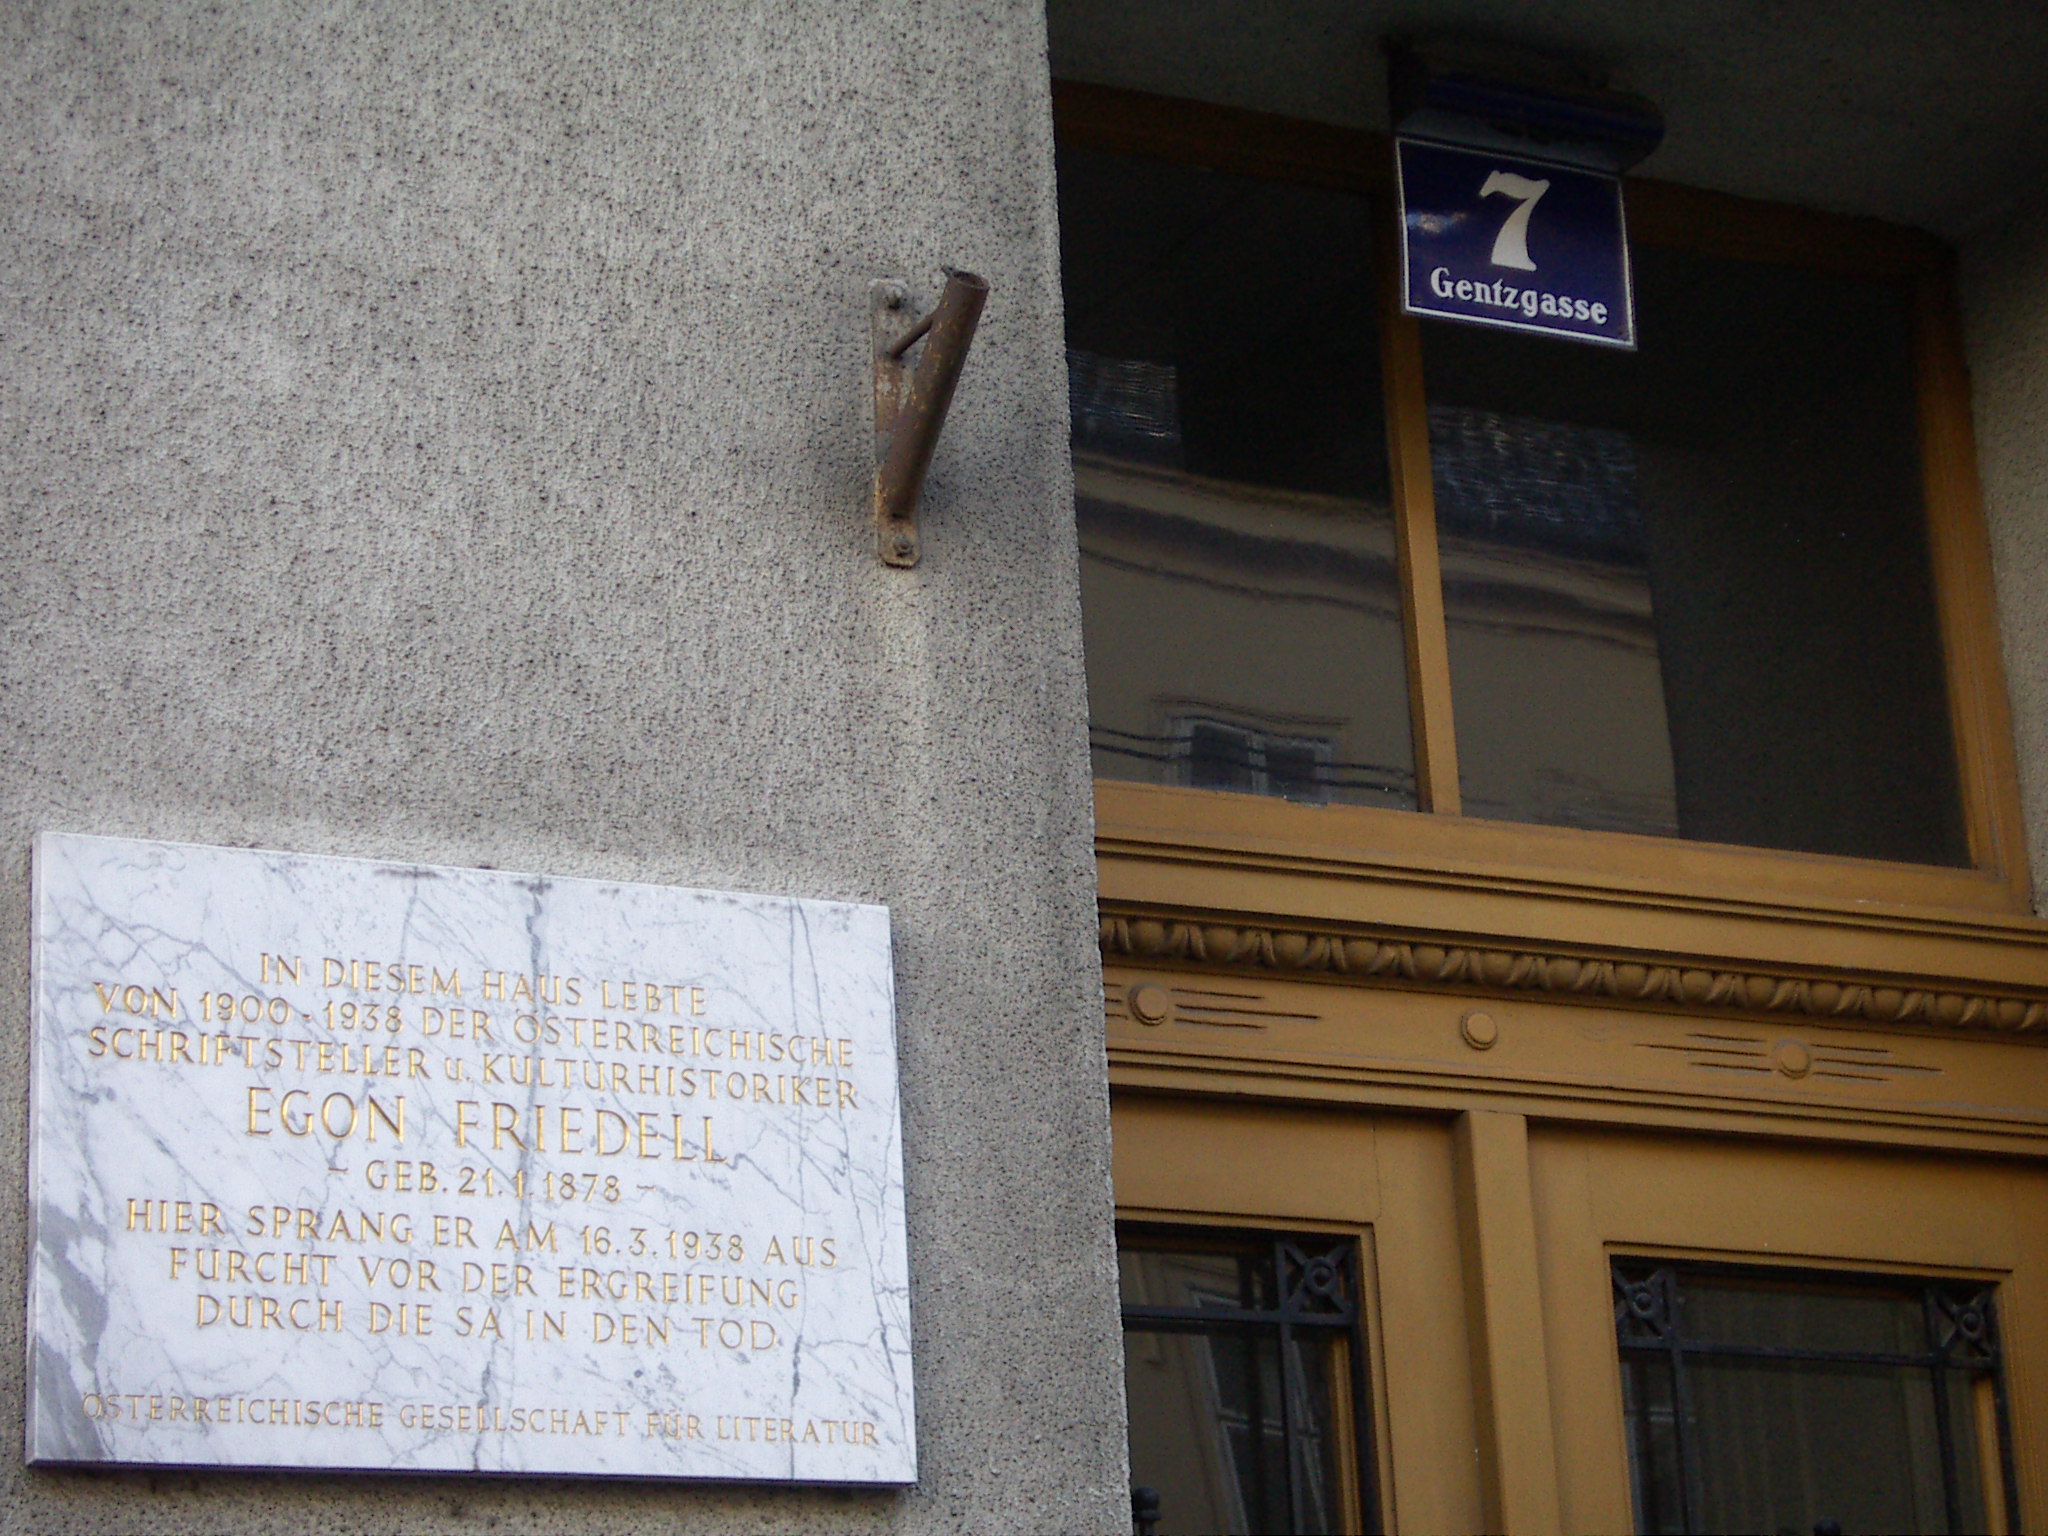 7
Gentzgasse
IN DIESEM HAUS LEBTE
VON 1900-1938 DER ÖSTERREICHISCHE
SCHRIFTSTELLER u. KULTURHISTORIKER
EGON FRIEDELL
- GEB. 21.1.1878 -
HIER SPRANG ER AM 16.3.1938 AUS
FURCHT VOR DER ERGREIFUNG
DURCH DIE SA IN DEN TOD
ÖSTERREICHISCHE GESELLSCHAFT FÜR LITERATUR